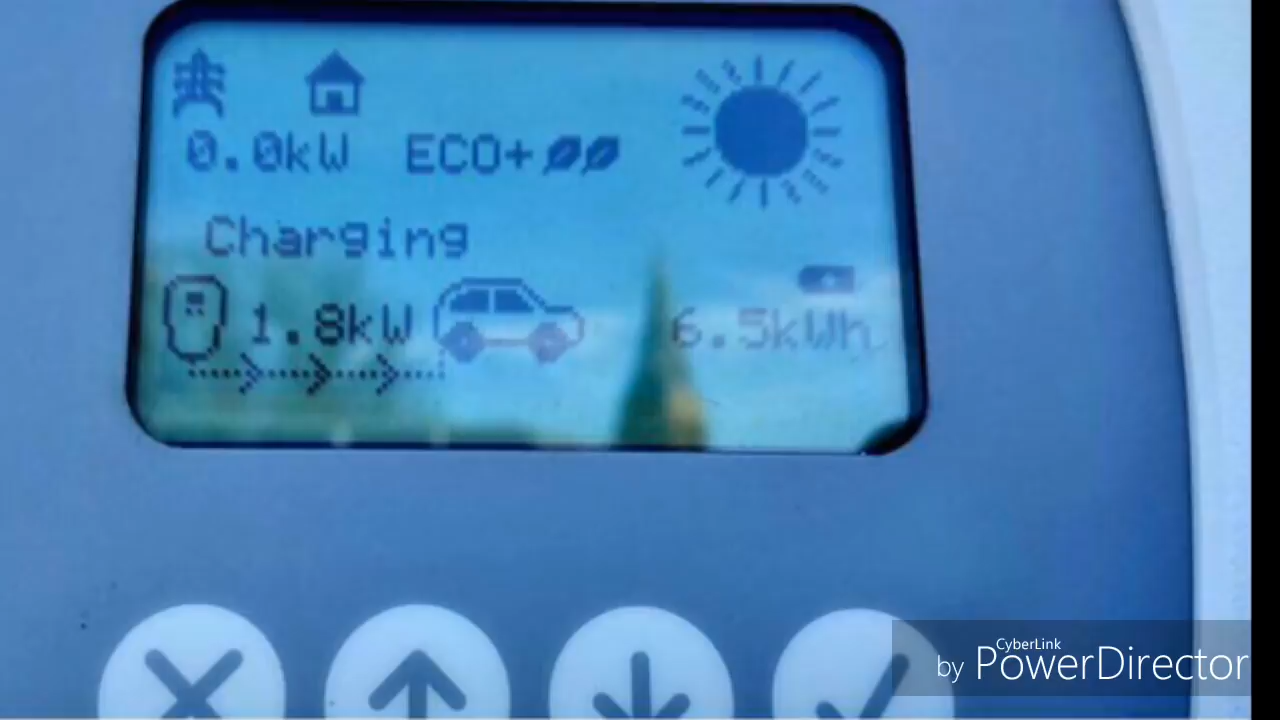 0.0kW ECO+
Charging
1.8kW 6.5kWh
CyberLink
by PowerDirector